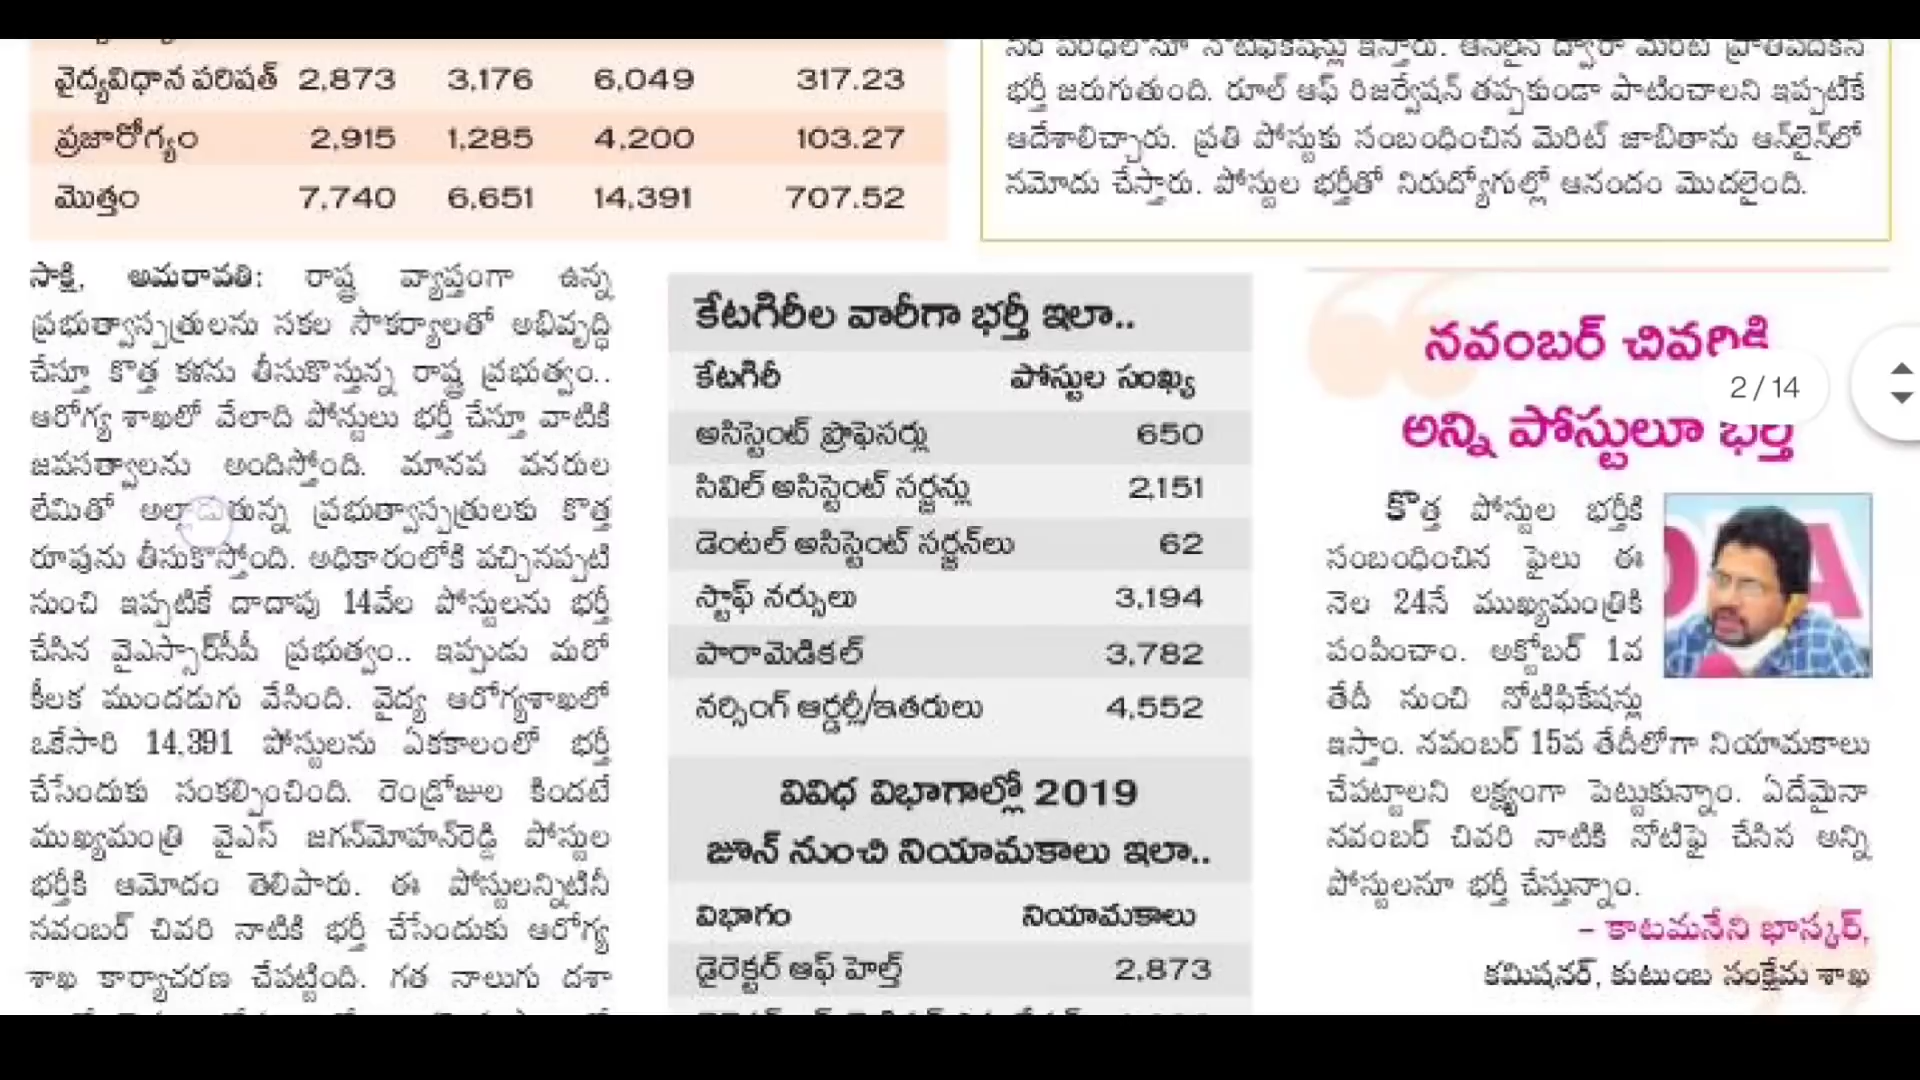 వైద్యవిధాన పరిషత్ 2,873 3,176 6,049 317.23
ప్రజారోగ్యం 2,915 1,285 4,200 103.27
మొత్తం 7,740 6,651 14,391 707.52
భర్తీ జరుగుతుంది. రూల్ ఆఫ్ రిజర్వేషన్ తప్పకుండా పాటించాలని ఇప్పటికే
ఆదేశాలిచ్చారు. ప్రతి పోస్టుకు సంబంధించిన మెరిట్ జాబితాను ఆన్‌లైన్‌లో
నమోదు చేస్తారు. పోస్టుల భర్తీతో నిరుద్యోగుల్లో ఆనందం మొదలైంది.
సాక్షి, అమరావతి: రాష్ట్ర వ్యాప్తంగా ఉన్న
ప్రభుత్వాస్పత్రులను సకల సౌకర్యాలతో అభివృద్ధి
చేస్తూ కొత్త కళను తీసుకొస్తున్న రాష్ట్ర ప్రభుత్వం..
ఆరోగ్య శాఖలో వేలాది పోస్టులు భర్తీ చేస్తూ వాటికి
జవసత్వాలను అందిస్తోంది. మానవ వనరుల
లేమితో అల్లాడుతున్న ప్రభుత్వాస్పత్రులకు కొత్త
రూపును తీసుకొస్తోంది. అధికారంలోకి వచ్చినప్పటి
నుంచి ఇప్పటికే దాదాపు 14వేల పోస్టులను భర్తీ
చేసిన వైఎస్సార్‌సీపీ ప్రభుత్వం.. ఇప్పుడు మరో
కీలక ముందడుగు వేసింది. వైద్య ఆరోగ్యశాఖలో
ఒకేసారి 14,391 పోస్టులను ఏకకాలంలో భర్తీ
చేసేందుకు సంకల్పించింది. రెండ్రోజుల కిందటే
ముఖ్యమంత్రి వైఎస్ జగన్‌మోహన్‌రెడ్డి పోస్టుల
భర్తీకి ఆమోదం తెలిపారు. ఈ పోస్టులన్నిటినీ
నవంబర్ చివరి నాటికి భర్తీ చేసేందుకు ఆరోగ్య
శాఖ కార్యాచరణ చేపట్టింది. గత నాలుగు దశా
కేటగిరీల వారీగా భర్తీ ఇలా..
కేటగిరీ పోస్టుల సంఖ్య
అసిస్టెంట్ ప్రొఫెసర్లు 650
సివిల్ అసిస్టెంట్ సర్జన్లు 2,151
డెంటల్ అసిస్టెంట్ సర్జన్‌లు 62
స్టాఫ్ నర్సులు 3,194
పారామెడికల్ 3,782
నర్సింగ్ ఆర్డర్లీ/ఇతరులు 4,552
వివిధ విభాగాల్లో 2019
జూన్ నుంచి నియామకాలు ఇలా..
విభాగం నియామకాలు
డైరెక్టర్ ఆఫ్ హెల్త్ 2,873
నవంబర్ చివరికి
2/14
అన్ని పోస్టులూ భర్తీ
కొత్త పోస్టుల భర్తీకి
సంబంధించిన ఫైలు ఈ
నెల 24నే ముఖ్యమంత్రికి
పంపించాం. అక్టోబర్ 1వ
తేదీ నుంచి నోటిఫికేషన్లు
ఇస్తాం. నవంబర్ 15వ తేదీలోగా నియామకాలు
చేపట్టాలని లక్ష్యంగా పెట్టుకున్నాం. ఏదేమైనా
నవంబర్ చివరి నాటికి నోటిఫై చేసిన అన్ని
పోస్టులనూ భర్తీ చేస్తున్నాం.
– కాటమనేని భాస్కర్,
కమిషనర్, కుటుంబ సంక్షేమ శాఖ